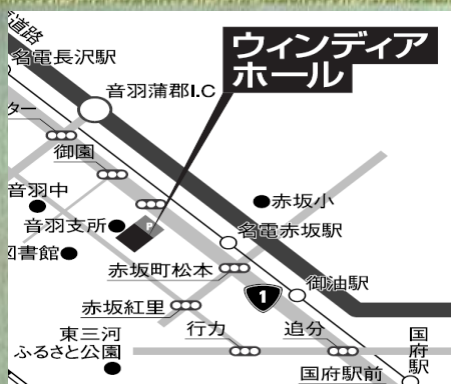 道路
ウィンディア
ホール
名電長沢駅
音羽蒲郡I.C
ター
御園
音羽中
赤坂小
P
音羽支所
名電赤坂駅
図書館
赤坂町松本
御油駅
1
赤坂紅里
東三河
ふるさと公園
行力
追分
国府駅
国府駅前